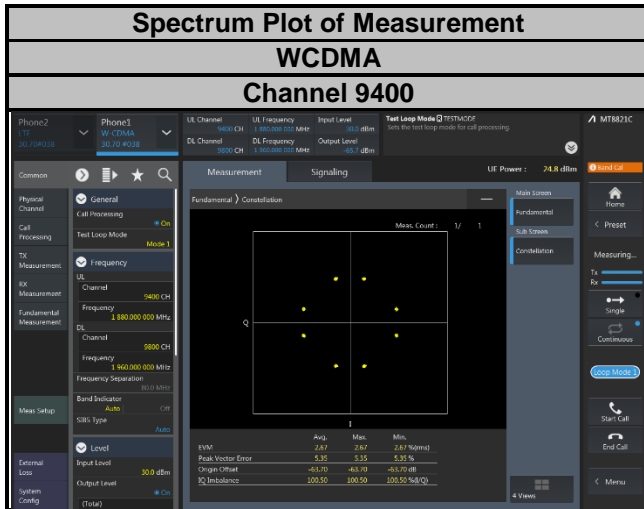 Spectrum Plot of Measurement
WCDMA
Channel 9400
Phone2
LTE
30.70#038
Phone1
W-CDMA
30.70 #038
UL Channel
9400 CH
UL Frequency
1 880.000 000 MHz
Input Level
30.0 dBm
DL Channel
9800 CH
DL Frequency
1 960.000 000 MHz
Output Level
-65.7 dBm
Test Loop Mode TESTMODE
Sets the test loop mode for call processing.
MT8821C
Common
Measurement
Signaling
UE Power : 24.8 dBm
Band Cal
Physical
Channel
Call
Processing
TX
Measurement
RX
Measurement
Fundamental
Measurement
Meas Setup
External
Loss
System
Config
General
Call Processing
On
Test Loop Mode
Mode 1
Frequency
UL
Channel
9400 CH
Frequency
1 880.000 000 MHz
DL
Channel
9800 CH
Frequency
1 960.000 000 MHz
Frequency Separation
80.0 MHz
Band Indicator
Auto Off
SIB5 Type
Auto
Level
Input Level
30.0 dBm
Output Level
On
(Total)
Fundamental Constellation
Meas. Count : 1/ 1
Q
I
Avg. Max. Min.
EVM 2.67 2.67 2.67 %(rms)
Peak Vector Error 5.35 5.35 5.35 %
Origin Offset -63.70 -63.70 -63.70 dB
IQ Imbalance 100.50 100.50 100.50 %(I/Q)
Main Screen
Fundamental
Sub Screen
Constellation
4 Views
Home
< Preset
Measuring...
Tx
Rx
Single
Continuous
Loop Mode 1
Start Call
End Call
< Menu